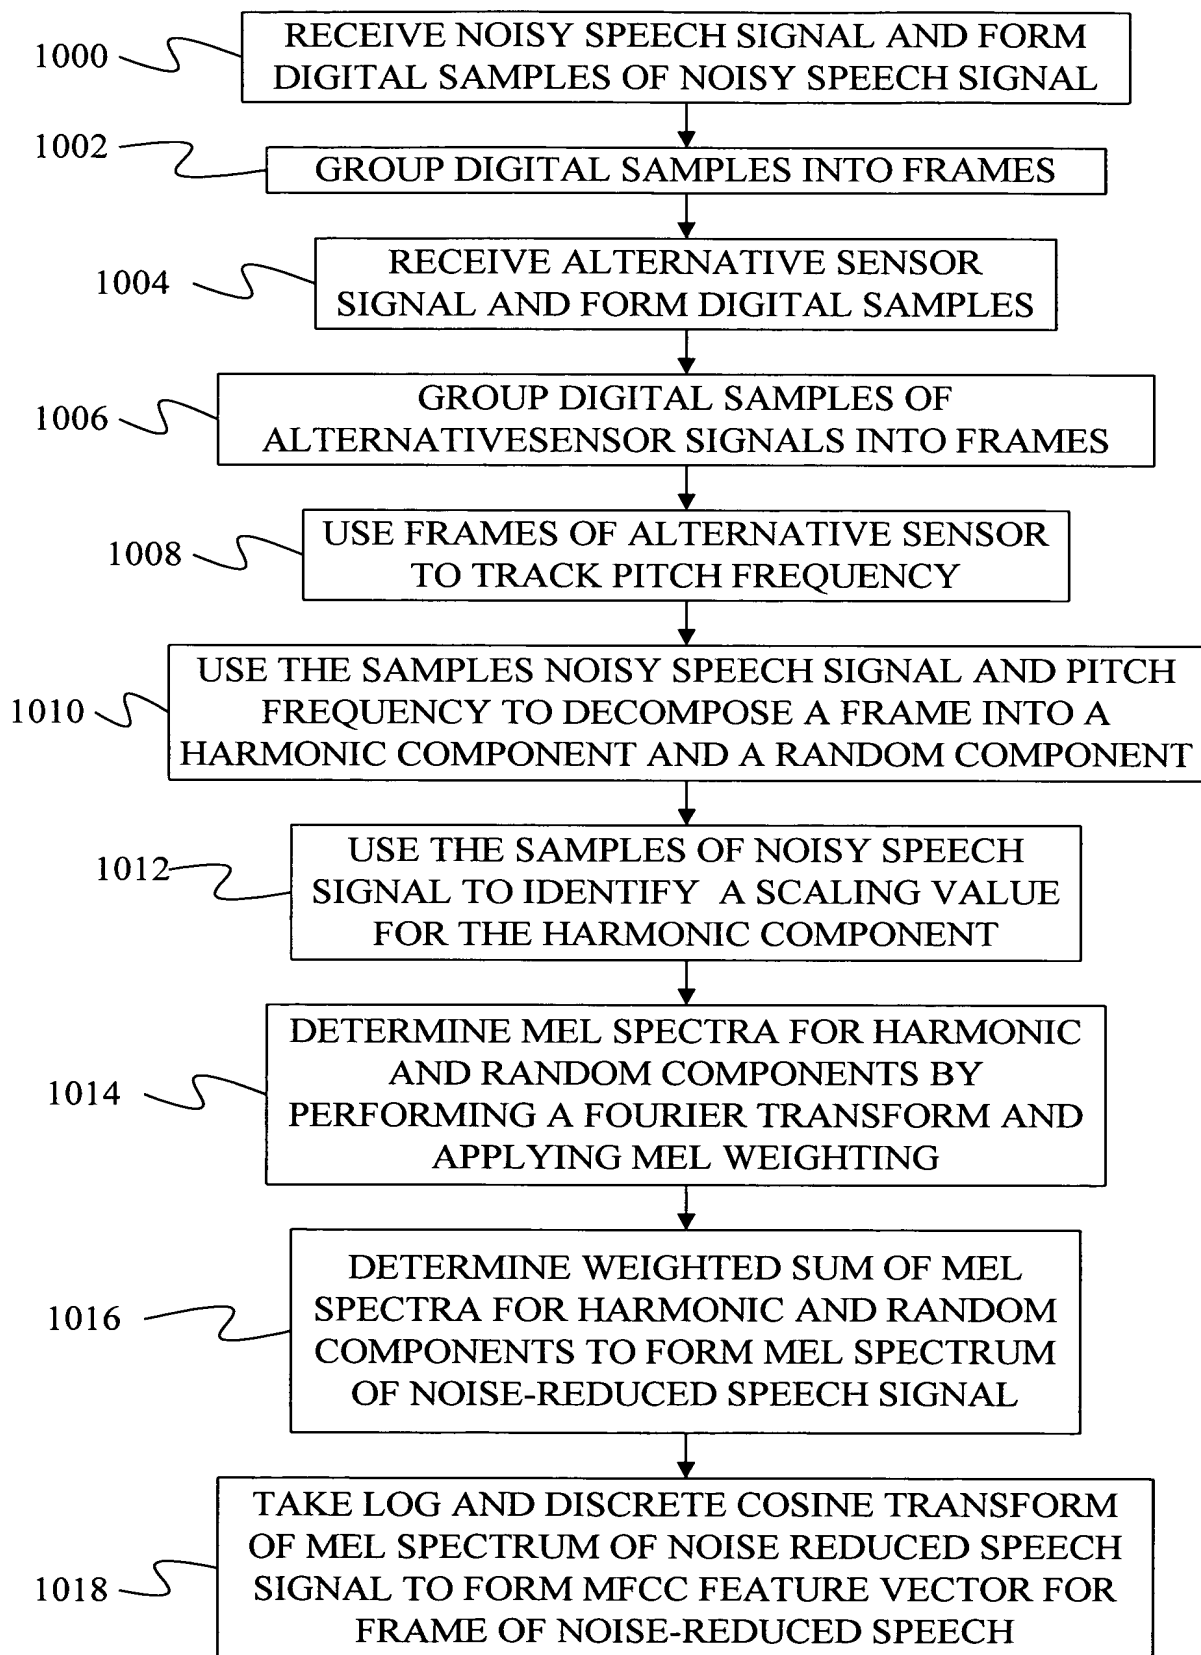 1000
RECEIVE NOISY SPEECH SIGNAL AND FORM
DIGITAL SAMPLES OF NOISY SPEECH SIGNAL
1002
GROUP DIGITAL SAMPLES INTO FRAMES
1004
RECEIVE ALTERNATIVE SENSOR
SIGNAL AND FORM DIGITAL SAMPLES
1006
GROUP DIGITAL SAMPLES OF
ALTERNATIVESENSOR SIGNALS INTO FRAMES
1008
USE FRAMES OF ALTERNATIVE SENSOR
TO TRACK PITCH FREQUENCY
1010
USE THE SAMPLES NOISY SPEECH SIGNAL AND PITCH
FREQUENCY TO DECOMPOSE A FRAME INTO A
HARMONIC COMPONENT AND A RANDOM COMPONENT
1012
USE THE SAMPLES OF NOISY SPEECH
SIGNAL TO IDENTIFY A SCALING VALUE
FOR THE HARMONIC COMPONENT
1014
DETERMINE MEL SPECTRA FOR HARMONIC
AND RANDOM COMPONENTS BY
PERFORMING A FOURIER TRANSFORM AND
APPLYING MEL WEIGHTING
1016
DETERMINE WEIGHTED SUM OF MEL
SPECTRA FOR HARMONIC AND RANDOM
COMPONENTS TO FORM MEL SPECTRUM
OF NOISE-REDUCED SPEECH SIGNAL
1018
TAKE LOG AND DISCRETE COSINE TRANSFORM
OF MEL SPECTRUM OF NOISE REDUCED SPEECH
SIGNAL TO FORM MFCC FEATURE VECTOR FOR
FRAME OF NOISE-REDUCED SPEECH